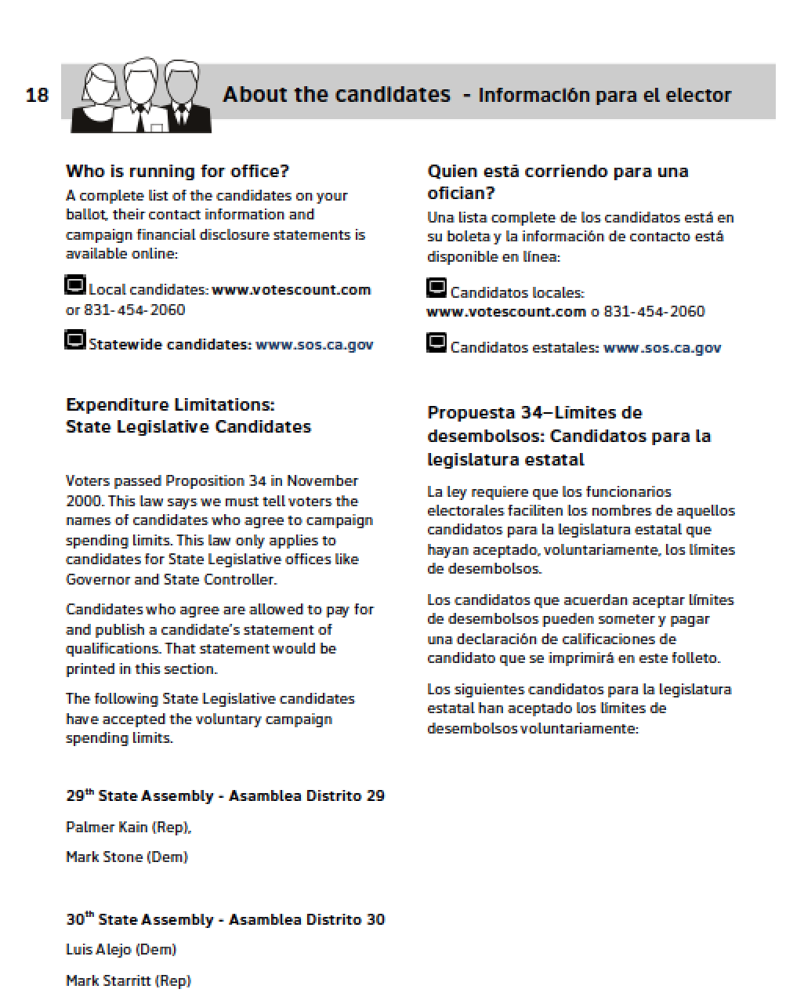 18
About the candidates - Información para el elector
Who is running for office?
A complete list of the candidates on your
ballot, their contact information and
campaign financial disclosure statements is
available online:
Local candidates: www.votescount.com
or 831-454-2060
Statewide candidates: www.sos.ca.gov
Expenditure Limitations:
State Legislative Candidates
Voters passed Proposition 34 in November
2000. This law says we must tell voters the
names of candidates who agree to campaign
spending limits. This law only applies to
candidates for State Legislative offices like
Governor and State Controller.
Candidates who agree are allowed to pay for
and publish a candidate's statement of
qualifications. That statement would be
printed in this section.
The following State Legislative candidates
have accepted the voluntary campaign
spending limits.
Quien está corriendo para una
ofician?
Una lista complete de los candidatos está en
su boleta y la información de contacto está
disponible en línea:
Candidatos locales:
www.votescount.com o 831-454-2060
Candidatos estatales: www.sos.ca.gov
Propuesta 34–Límites de
desembolsos: Candidatos para la
legislatura estatal
La ley requiere que los funcionarios
electorales faciliten los nombres de aquellos
candidatos para la legislatura estatal que
hayan aceptado, voluntariamente, los límites
de desembolsos.
Los candidatos que acuerdan aceptar límites
de desembolsos pueden someter y pagar
una declaración de calificaciones de
candidato que se imprimirá en este folleto.
Los siguientes candidatos para la legislatura
estatal han aceptado los límites de
desembolsos voluntariamente:
29th State Assembly - Asamblea Distrito 29
Palmer Kain (Rep),
Mark Stone (Dem)
30th State Assembly - Asamblea Distrito 30
Luis Alejo (Dem)
Mark Starritt (Rep)